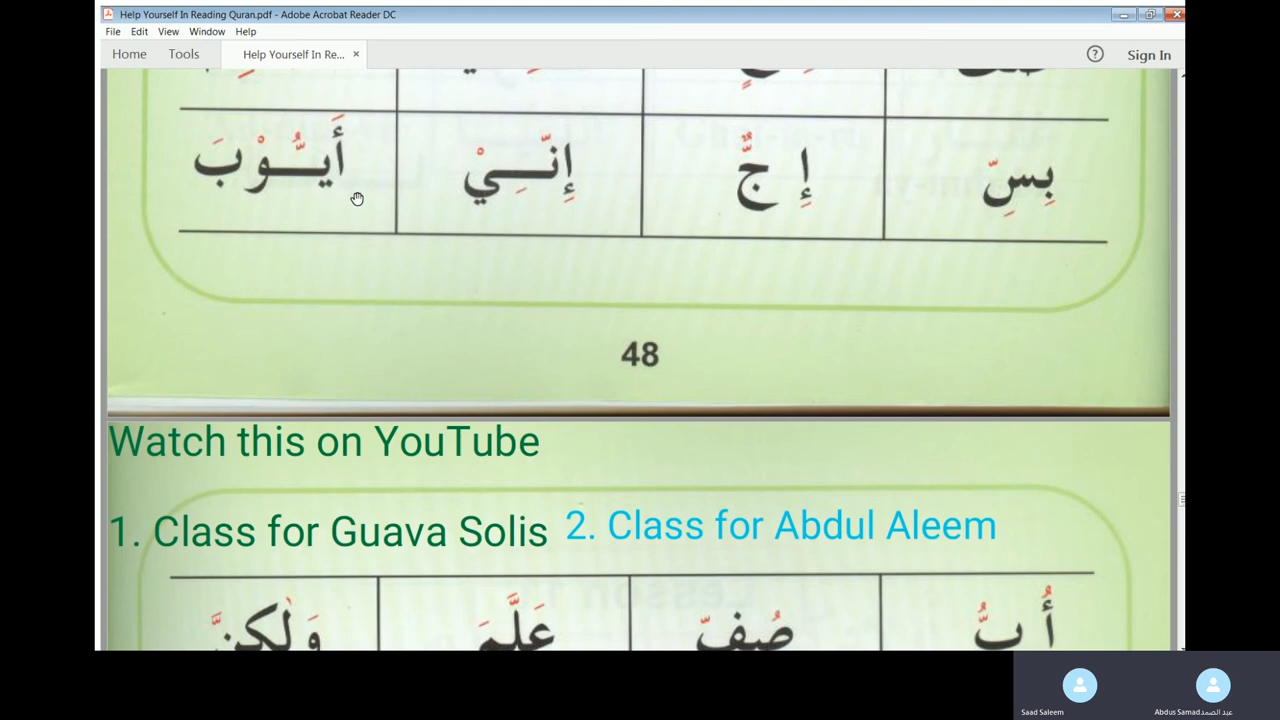 Help Yourself In Reading Quran.pdf - Adobe Acrobat Reader DC
File Edit View Window Help
Home Tools Help Yourself In Re... × ? Sign In
بِسِّ إِ جٌّ إِنَّــِيْ أَيُّــوْبَ
48
Watch this on YouTube
1. Class for Guava Solis 2. Class for Abdul Aleem
أُ بُّ صُفّ عَلَّمَ وَلٰكِنَّ
Saad Saleem Abdus Samad عبد الصمد